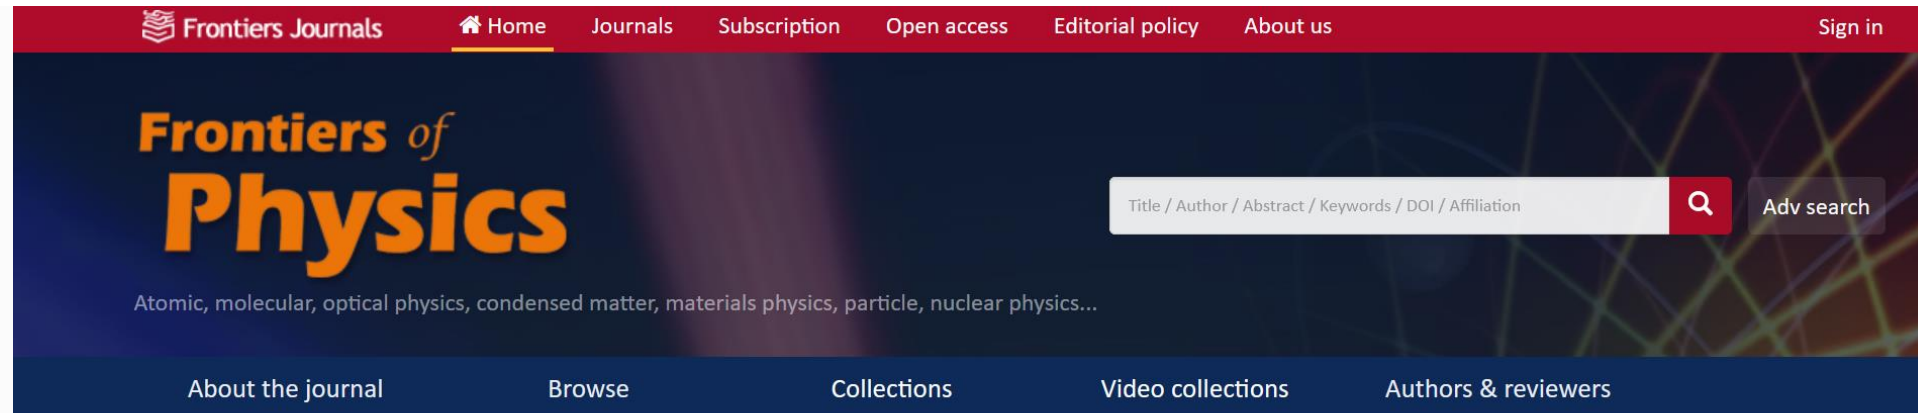 Frontiers Journals Home Journals Subscription Open access Editorial policy About us Sign in
Frontiers of
Physics
Title / Author / Abstract / Keywords / DOI / Affiliation Adv search
Atomic, molecular, optical physics, condensed matter, materials physics, particle, nuclear physics...
About the journal Browse Collections Video collections Authors & reviewers